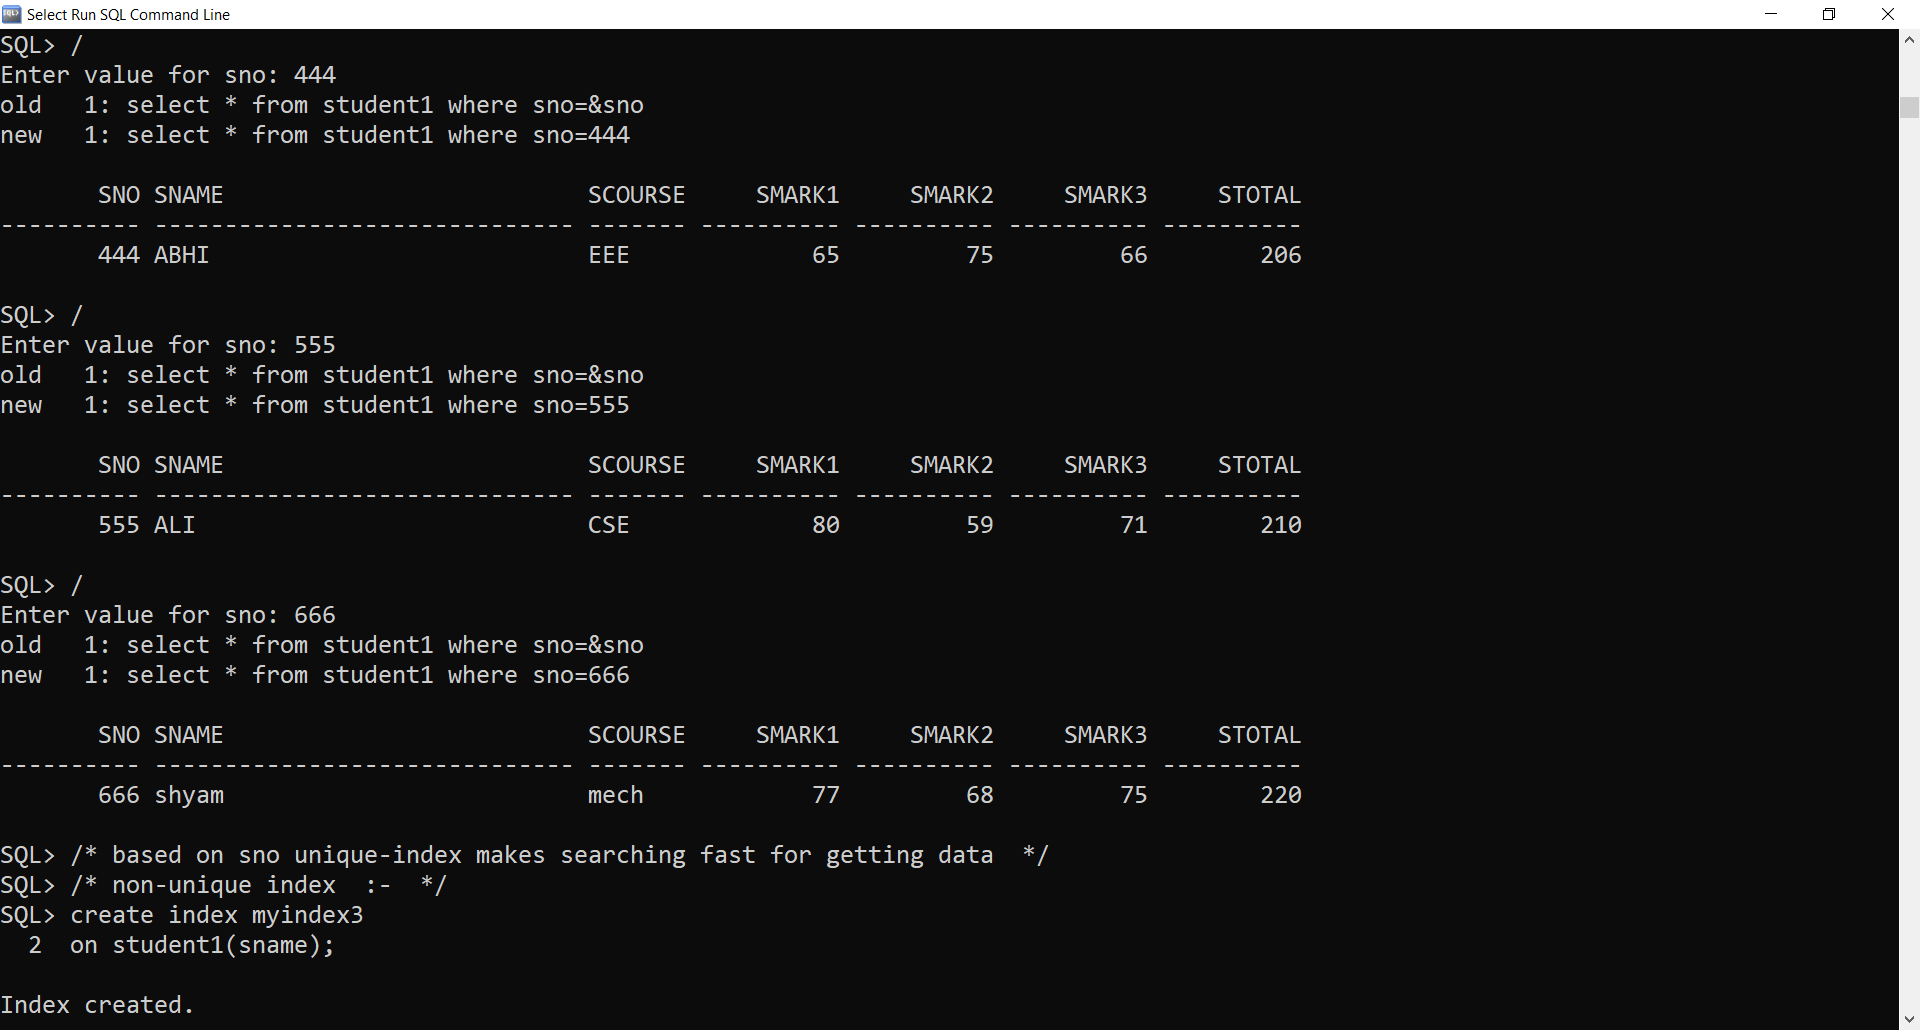 Select Run SQL Command Line
SQL> /
Enter value for sno: 444
old   1: select * from student1 where sno=&sno
new   1: select * from student1 where sno=444
       SNO SNAME                          SCOURSE     SMARK1     SMARK2     SMARK3     STOTAL
---------- ------------------------------ ------- ---------- ---------- ---------- ----------
       444 ABHI                           EEE             65         75         66        206
SQL> /
Enter value for sno: 555
old   1: select * from student1 where sno=&sno
new   1: select * from student1 where sno=555
       SNO SNAME                          SCOURSE     SMARK1     SMARK2     SMARK3     STOTAL
---------- ------------------------------ ------- ---------- ---------- ---------- ----------
       555 ALI                            CSE             80         59         71        210
SQL> /
Enter value for sno: 666
old   1: select * from student1 where sno=&sno
new   1: select * from student1 where sno=666
       SNO SNAME                          SCOURSE     SMARK1     SMARK2     SMARK3     STOTAL
---------- ------------------------------ ------- ---------- ---------- ---------- ----------
       666 shyam                          mech            77         68         75        220
SQL> /* based on sno unique-index makes searching fast for getting data  */
SQL> /* non-unique index  :-  */
SQL> create index myindex3
  2  on student1(sname);
Index created.